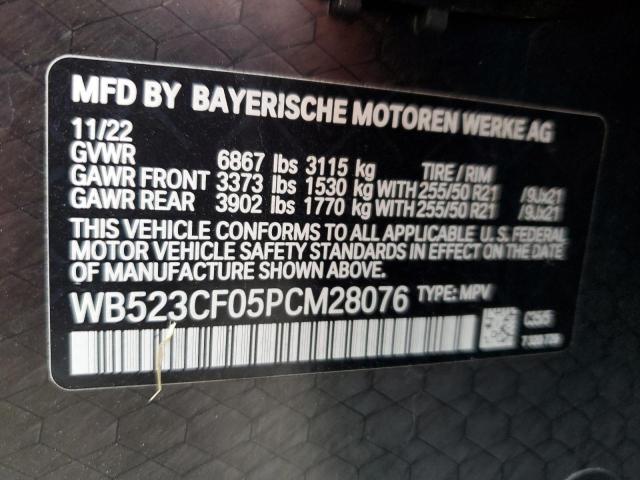 MFD BY BAYERISCHE MOTOREN WERKE AG
11/22
GVWR 6867 lbs 3115 kg TIRE / RIM
GAWR FRONT 3373 lbs 1530 kg WITH 255/50 R21 /9Jx21
GAWR REAR 3902 lbs 1770 kg WITH 255/50 R21 /9Jx21
THIS VEHICLE CONFORMS TO ALL APPLICABLE U.S. FEDERAL
MOTOR VEHICLE SAFETY STANDARDS IN EFFECT ON THE DATE
OF MANUFACTURE SHOWN ABOVE.
WB523CF05PCM28076 TYPE: MPV